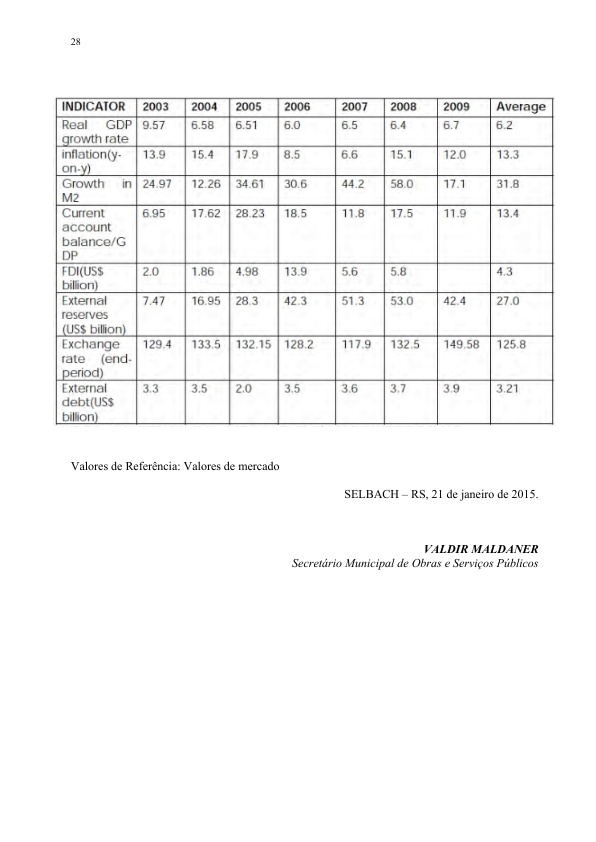 28
INDICATOR 2003 2004 2005 2006 2007 2008 2009 Average
Real GDP 9.57 6.58 6.51 6.0 6.5 6.4 6.7 6.2
growth rate
inflation(y- 13.9 15.4 17.9 8.5 6.6 15.1 12.0 13.3
on-y)
Growth in 24.97 12.26 34.61 30.6 44.2 58.0 17.1 31.8
M2
Current 6.95 17.62 28.23 18.5 11.8 17.5 11.9 13.4
account
balance/G
DP
FDI(US$ 2.0 1.86 4.98 13.9 5.6 5.8 4.3
billion)
External 7.47 16.95 28.3 42.3 51.3 53.0 42.4 27.0
reserves
(US$ billion)
Exchange 129.4 133.5 132.15 128.2 117.9 132.5 149.58 125.8
rate (end-
period)
External 3.3 3.5 2.0 3.5 3.6 3.7 3.9 3.21
debt(US$
billion)
Valores de Referência: Valores de mercado
SELBACH – RS, 21 de janeiro de 2015.
VALDIR MALDANER
Secretário Municipal de Obras e Serviços Públicos